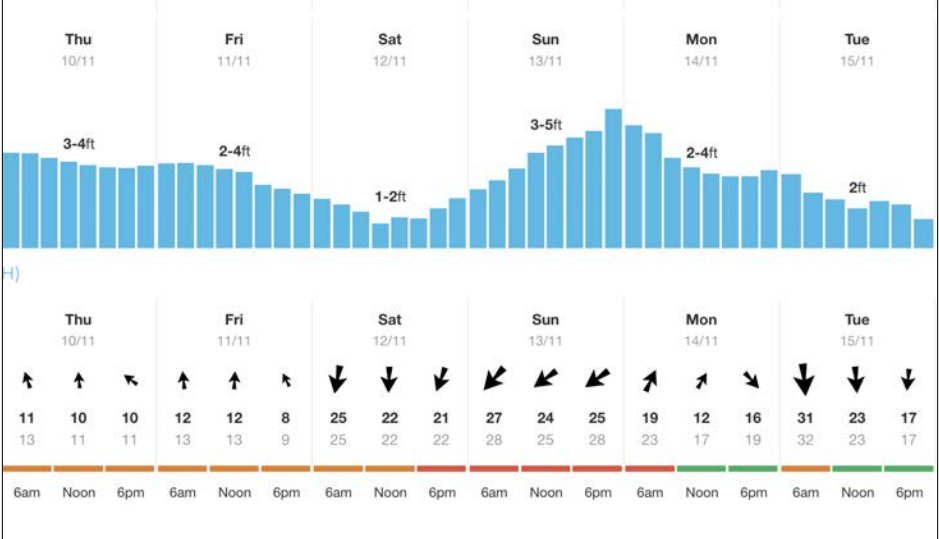 Thu Fri Sat Sun Mon Tue
10/11 11/11 12/11 13/11 14/11 15/11
3-4ft 2-4ft 1-2ft 3-5ft 2-4ft 2ft
H)
Thu Fri Sat Sun Mon Tue
10/11 11/11 12/11 13/11 14/11 15/11
11 10 10 12 12 8 25 22 21 27 24 25 19 12 16 31 23 17
13 11 11 13 13 9 25 22 22 28 25 28 23 17 19 32 23 17
6am Noon 6pm 6am Noon 6pm 6am Noon 6pm 6am Noon 6pm 6am Noon 6pm 6am Noon 6pm